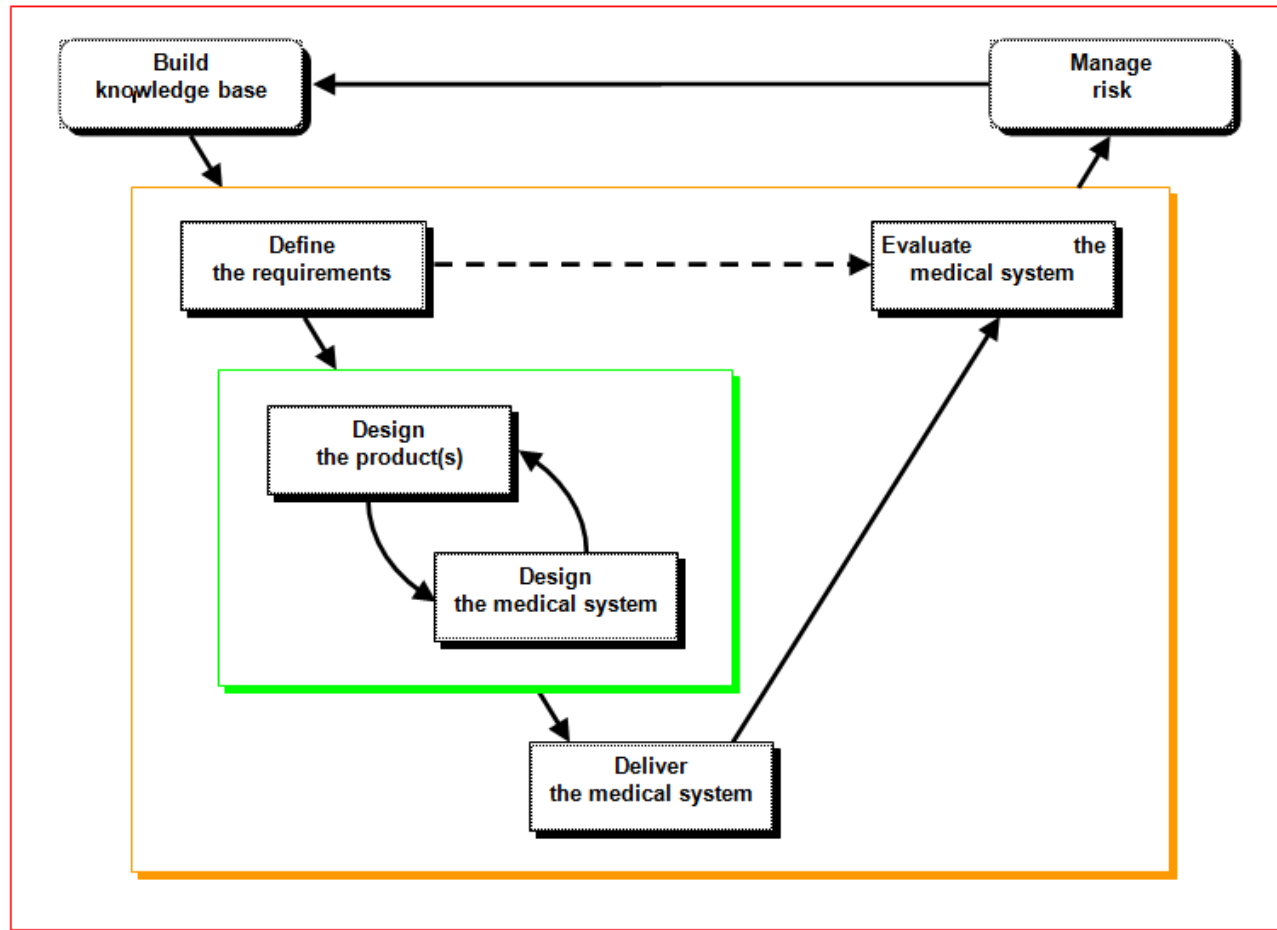 Build
knowledge base
Manage
risk
Define
the requirements
Evaluate the
medical system
Design
the product(s)
Design
the medical system
Deliver
the medical system